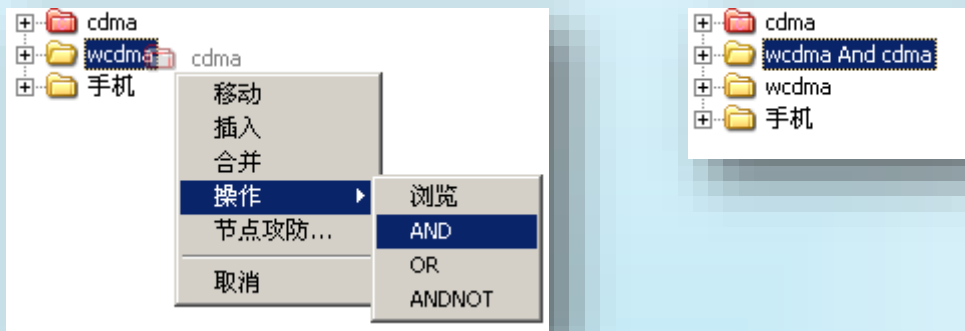 cdma
wcdma
cdma
手机
移动
插入
合并
操作
节点攻防...
取消
浏览
AND
OR
ANDNOT
cdma
wcdma And cdma
wcdma
手机